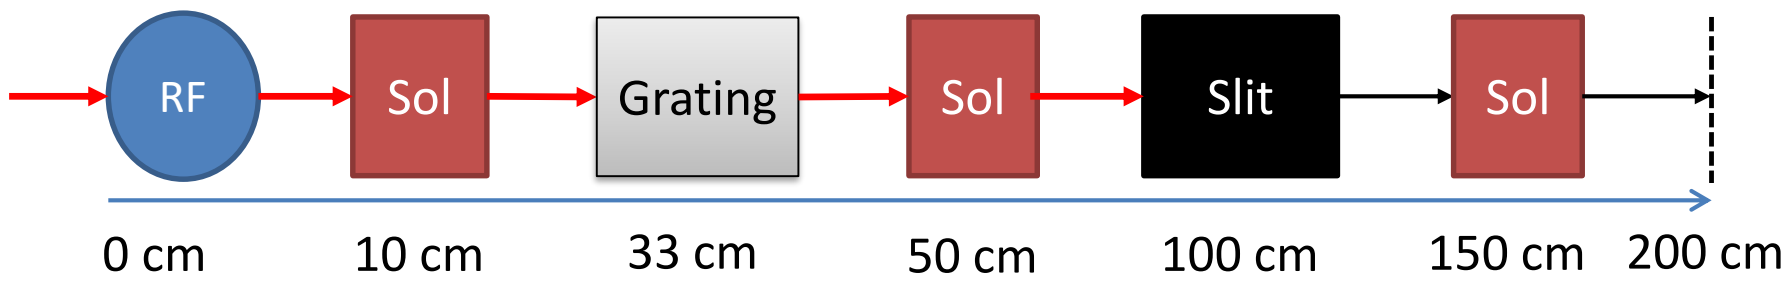 RF Sol Grating Sol Slit Sol
0 cm 10 cm 33 cm 50 cm 100 cm 150 cm 200 cm